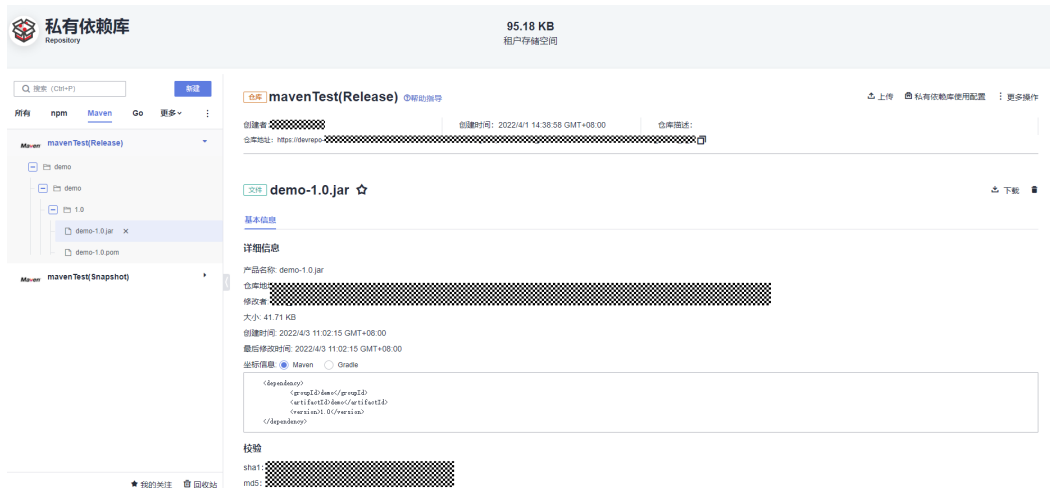 私有依赖库
Repository
95.18 KB
租户存储空间
搜索 (Ctrl+P)
新建
所有 npm Maven Go 更多
Maven mavenTest(Release)
demo
demo
1.0
demo-1.0.jar ×
demo-1.0.pom
Maven mavenTest(Snapshot)
我的关注 回收站
仓库 mavenTest(Release) 帮助指导
上传 私有依赖库使用配置 更多操作
创建者: 创建时间: 2022/4/1 14:38:58 GMT+08:00 仓库描述:
仓库地址: https://devrepo-
文件 demo-1.0.jar
下载
基本信息
详细信息
产品名称: demo-1.0.jar
仓库地
修改者
大小: 41.71 KB
创建时间: 2022/4/3 11:02:15 GMT+08:00
最后修改时间: 2022/4/3 11:02:15 GMT+08:00
坐标信息: Maven Gradle
<dependency>
<groupId>demo</groupId>
<artifactId>demo</artifactId>
<version>1.0</version>
</dependency>
校验
sha1:
md5: